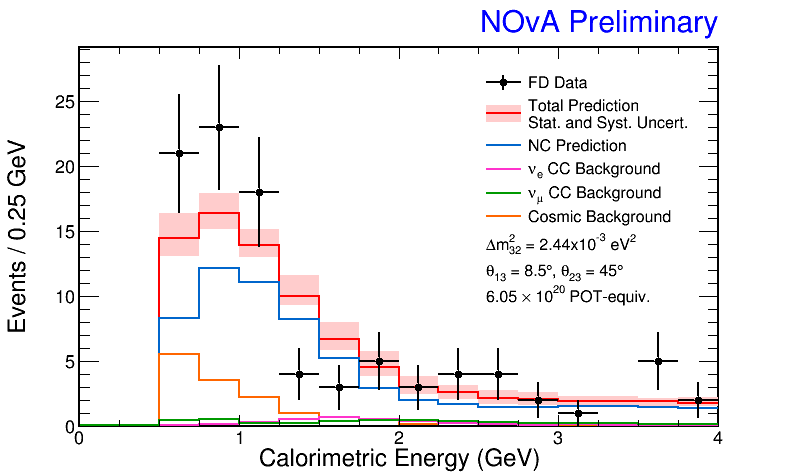 NOνA Preliminary
Events / 0.25 GeV
25
20
15
10
5
0
FD Data
Total Prediction
Stat. and Syst. Uncert.
NC Prediction
νe CC Background
νμ CC Background
Cosmic Background
Δm²₃₂ = 2.44x10⁻³ eV²
θ₁₃ = 8.5°, θ₂₃ = 45°
6.05 × 10²⁰ POT-equiv.
0 1 2 3 4
Calorimetric Energy (GeV)